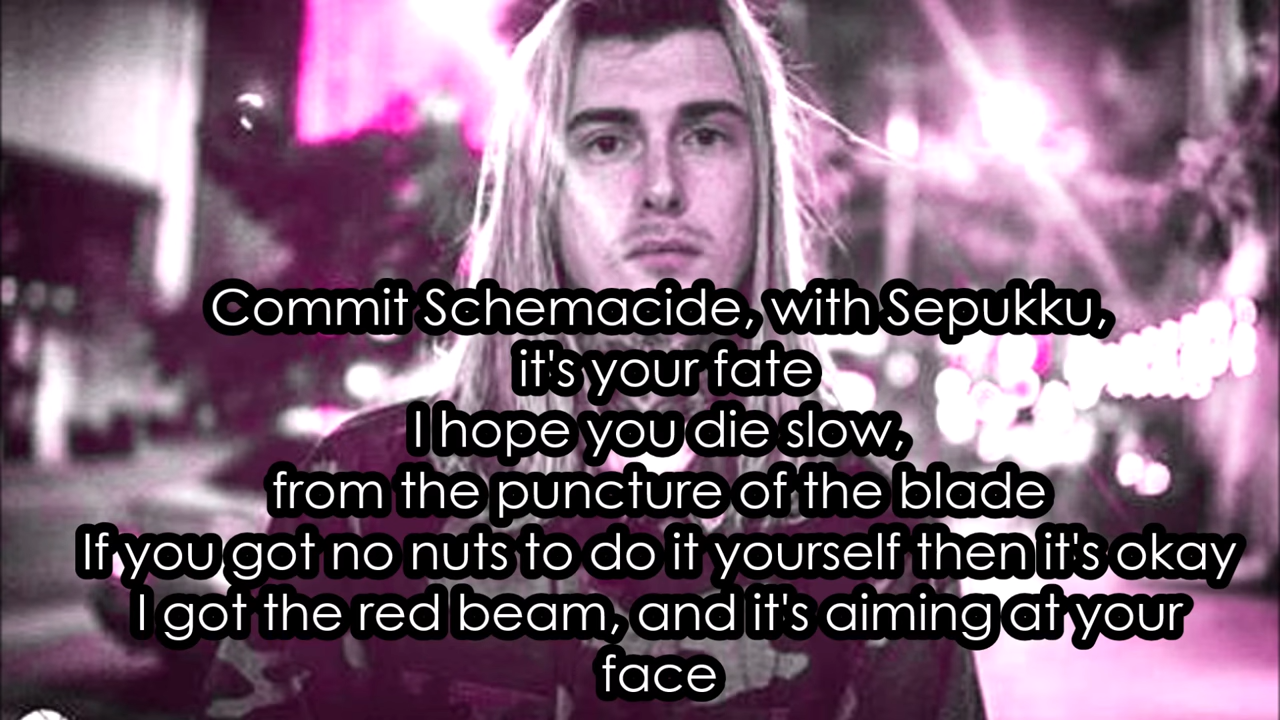 Commit Schemacide, with Sepukku,
it's your fate
I hope you die slow,
from the puncture of the blade
If you got no nuts to do it yourself then it's okay
I got the red beam, and it's aiming at your
face